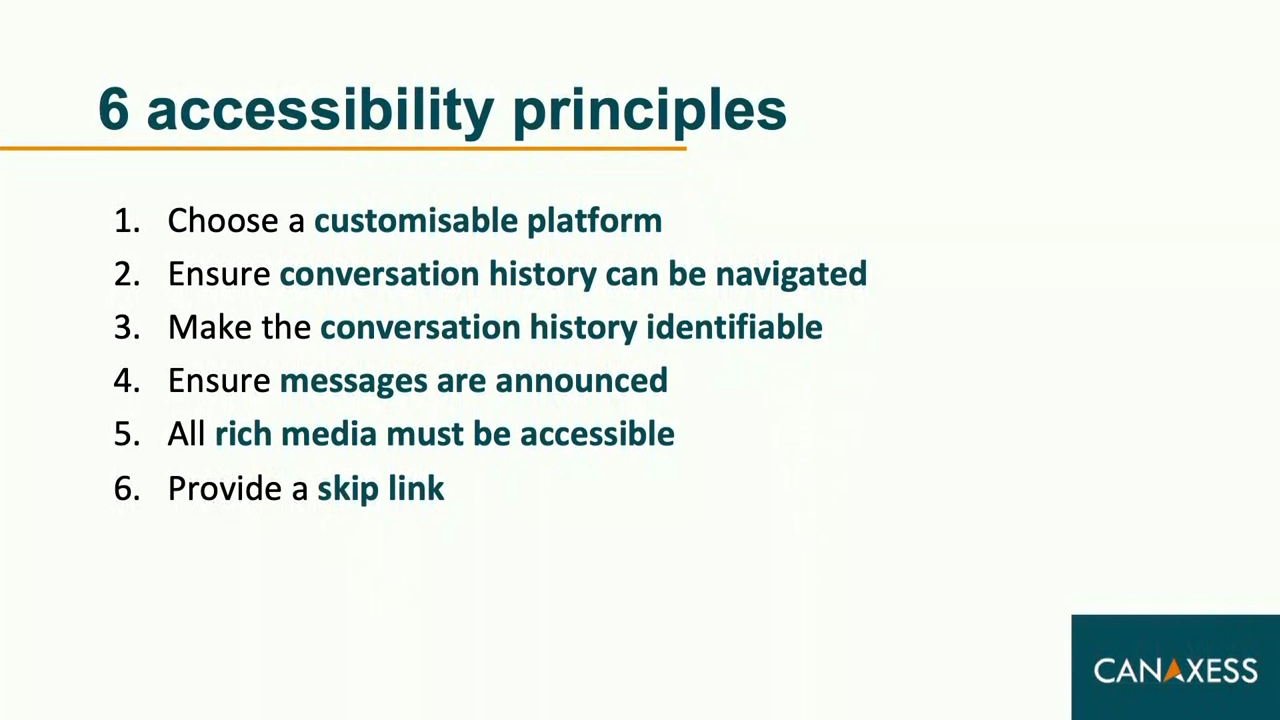 6 accessibility principles
1. Choose a customisable platform
2. Ensure conversation history can be navigated
3. Make the conversation history identifiable
4. Ensure messages are announced
5. All rich media must be accessible
6. Provide a skip link
CANAXESS